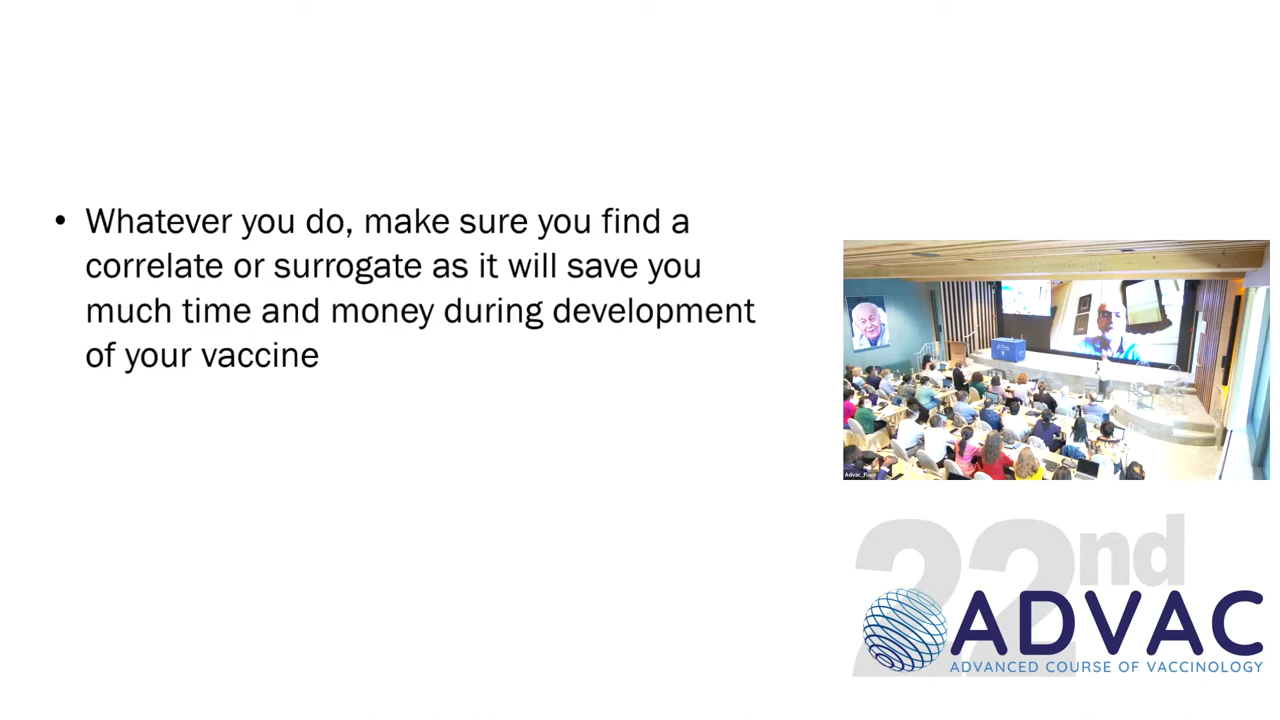 • Whatever you do, make sure you find a
correlate or surrogate as it will save you
much time and money during development
of your vaccine
Advac_Floor
22nd
ADVAC
ADVANCED COURSE OF VACCINOLOGY